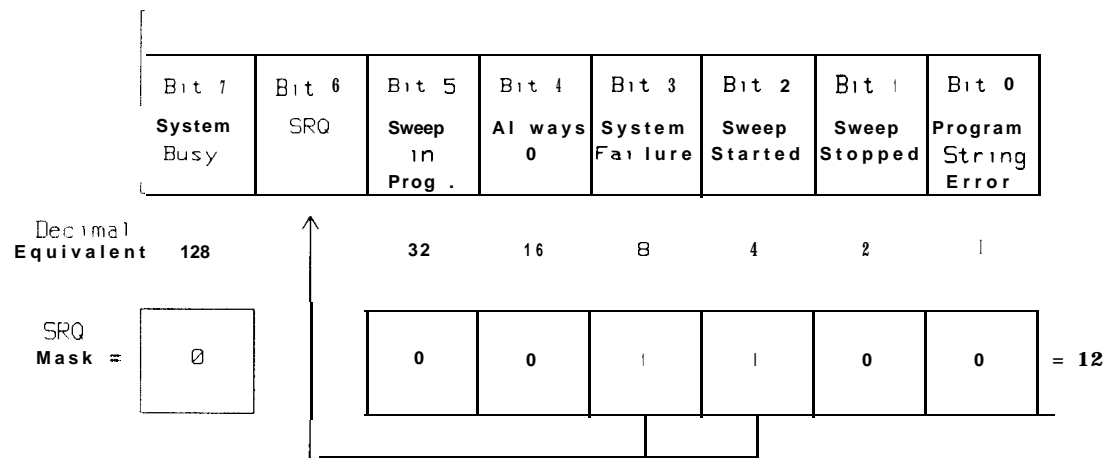 Bit 7 Bit 6 Bit 5 Bit 4 Bit 3 Bit 2 Bit 1 Bit 0
System SRQ Sweep Always System Sweep Sweep Program
Busy in 0 Failure Started Stopped String
Prog. Error
Decimal
Equivalent 128 32 16 8 4 2 1
SRQ
Mask = 0 0 0 1 1 0 0 = 12